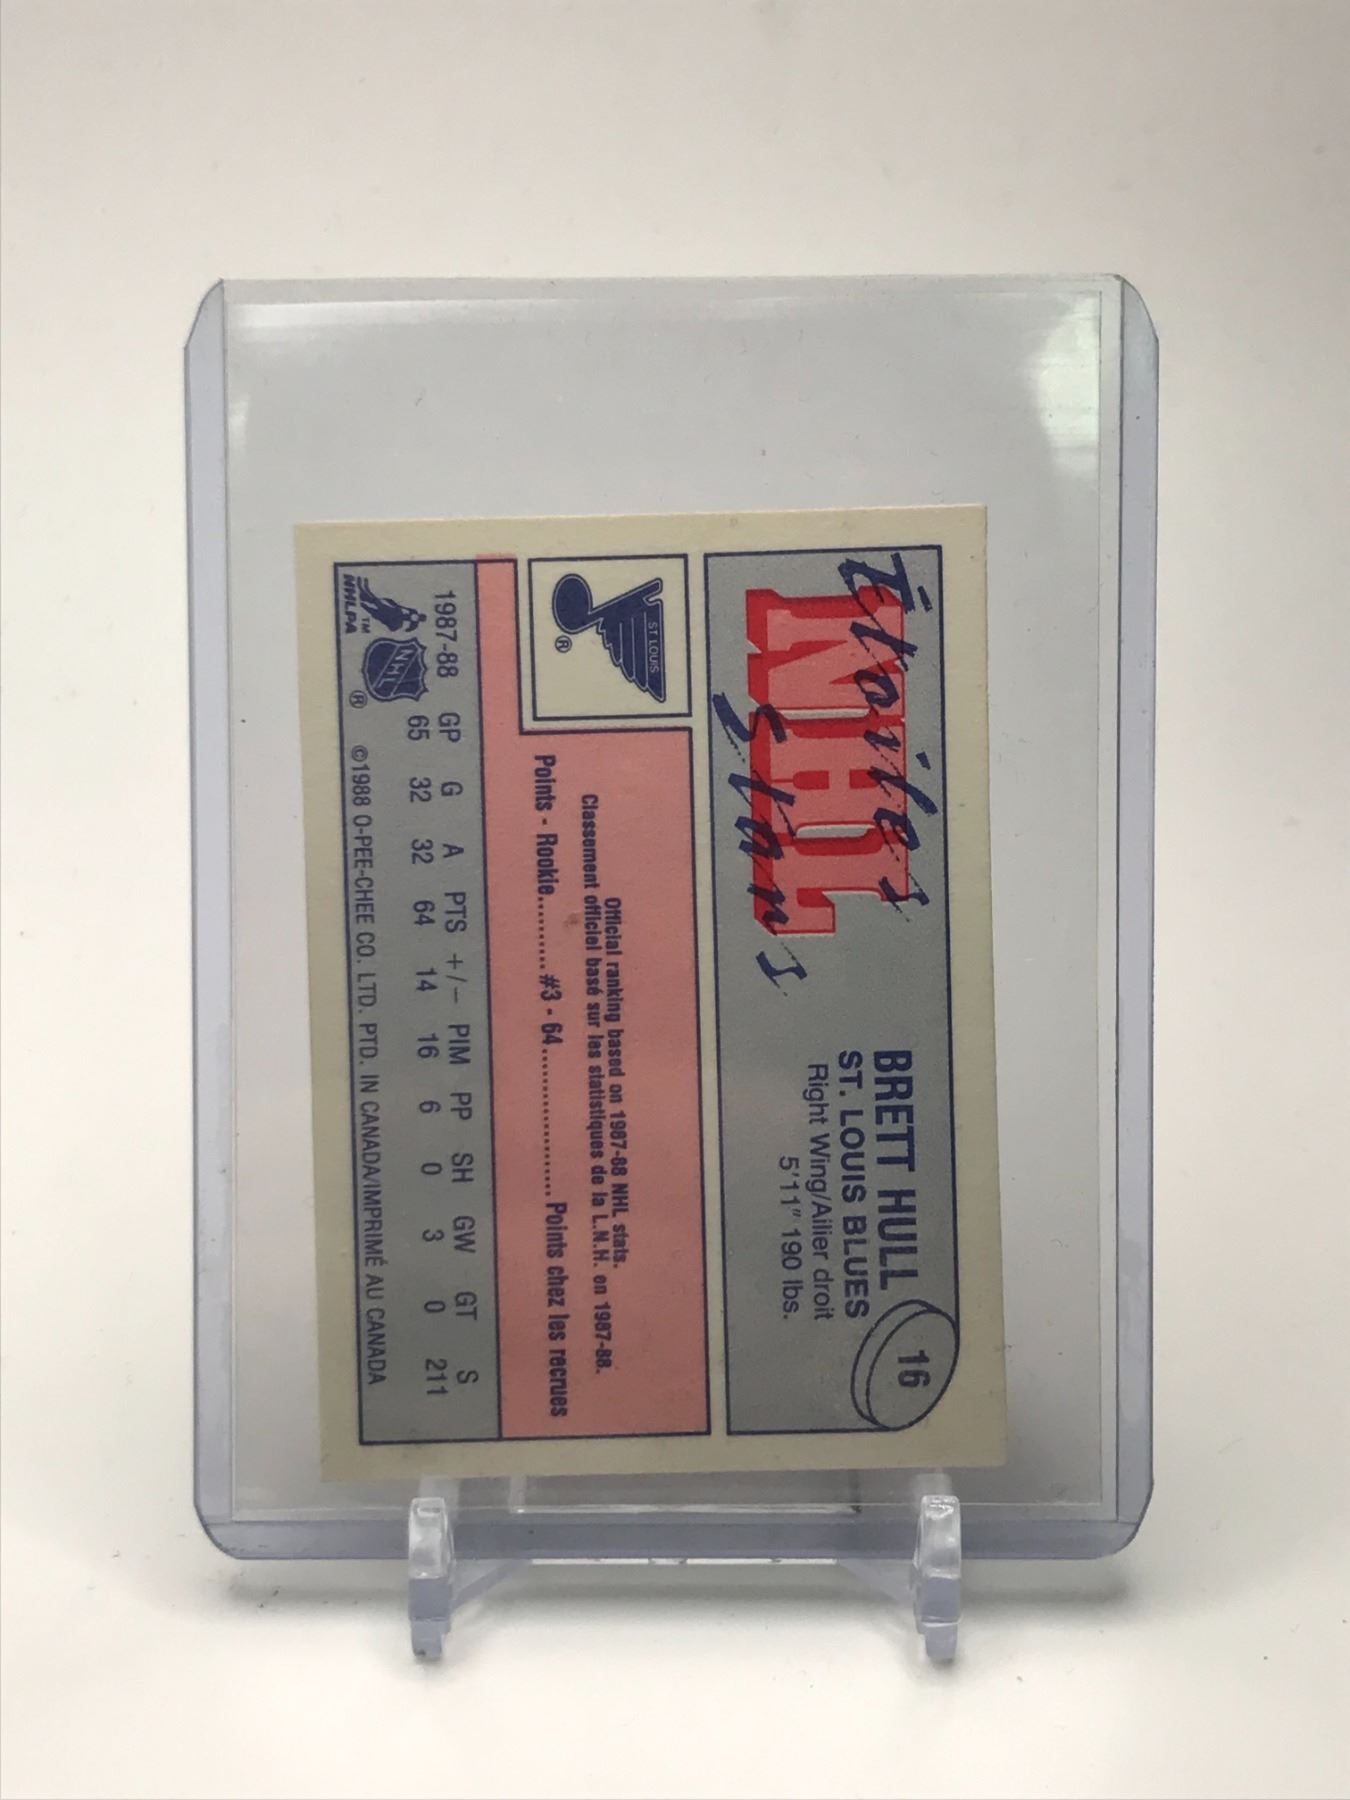 Étoiles
NHL
Stars
BRETT HULL
ST. LOUIS BLUES
Right Wing/Ailier droit
5'11" 190 lbs.
16
ST LOUIS
®
Official ranking based on 1987-88 NHL stats.
Classement officiel basé sur les statistiques de la L.N.H. en 1987-88.
Points - Rookie.......... #3 - 64................... Points chez les recrues
1987-88 GP G A PTS +/− PIM PP SH GW GT S
65 32 32 64 14 16 6 0 3 0 211
NHLPA ™ NHL ® ©1988 O-PEE-CHEE CO. LTD. PTD. IN CANADA/IMPRIMÉ AU CANADA